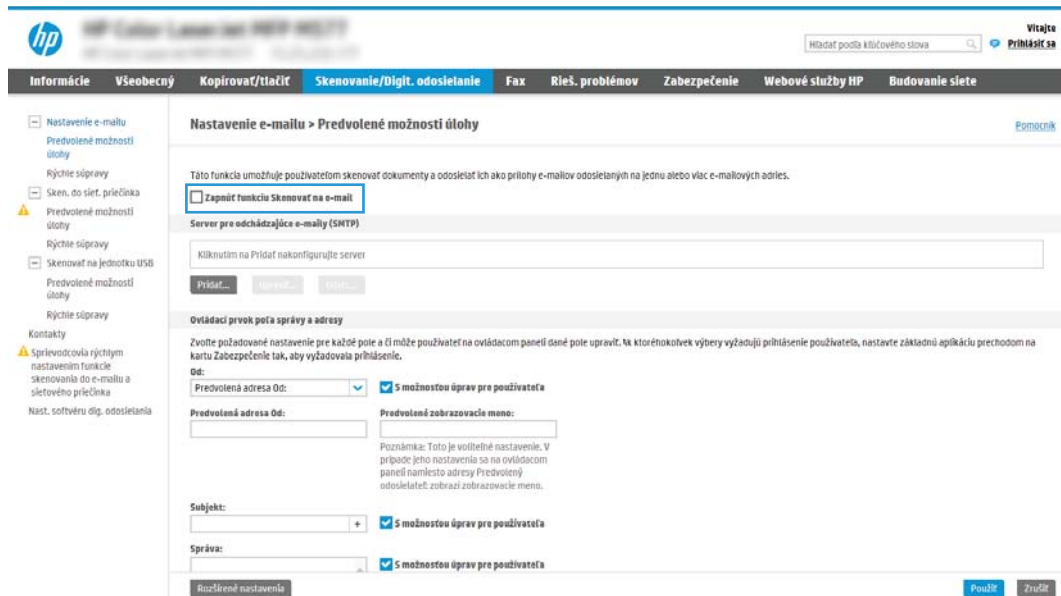 hp
Vitajte
Hľadať podľa kľúčového slova
Prihlásiť sa
Informácie Všeobecný Kopírovať/tlačiť Skenovanie/Digit. odosielanie Fax Rieš. problémov Zabezpečenie Webové služby HP Budovanie siete
Nastavenie e-mailu
Predvolené možnosti
úlohy
Rýchle súpravy
Sken. do sieť. priečinka
Predvolené možnosti
úlohy
Rýchle súpravy
Skenovať na jednotku USB
Predvolené možnosti
úlohy
Rýchle súpravy
Kontakty
Sprievodcovia rýchlym
nastavením funkcie
skenovania do e-mailu a
sieťového priečinka
Nast. softvéru dig. odosielania
Nastavenie e-mailu > Predvolené možnosti úlohy
Pomocník
Táto funkcia umožňuje používateľom skenovať dokumenty a odosielať ich ako prílohy e-mailov odosielaných na jednu alebo viac e-mailových adries.
Zapnúť funkciu Skenovať na e-mail
Server pre odchádzajúce e-maily (SMTP)
Kliknutím na Pridať nakonfigurujte server
Pridať...
Ovládací prvok poľa správy a adresy
Zvoľte požadované nastavenie pre každé pole a či môže používateľ na ovládacom paneli dané pole upraviť. Ak ktoréhokoľvek výbery vyžadujú prihlásenie používateľa, nastavte základnú aplikáciu prechodom na
kartu Zabezpečenie tak, aby vyžadovala prihlásenie.
Od:
Predvolená adresa Od: S možnosťou úprav pre používateľa
Predvolená adresa Od: Predvolené zobrazovacie meno:
Poznámka: Toto je voliteľné nastavenie. V
prípade jeho nastavenia sa na ovládacom
paneli namiesto adresy Predvolený
odosielateľ: zobrazí zobrazovacie meno.
Subjekt:
+ S možnosťou úprav pre používateľa
Správa:
S možnosťou úprav pre používateľa
Rozšírené nastavenia
Použiť Zrušiť